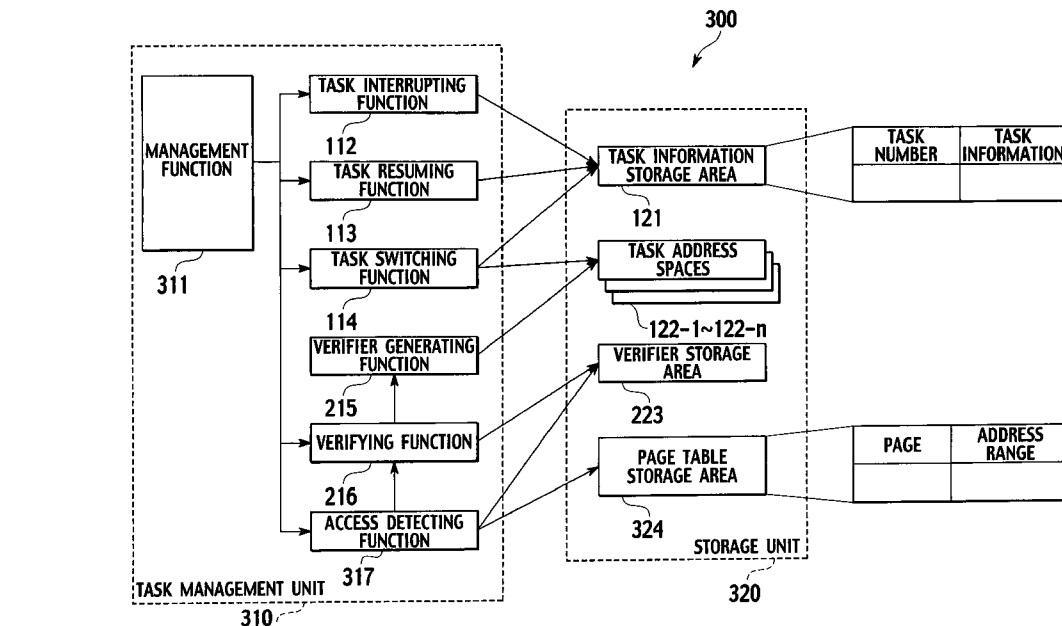 300
MANAGEMENT
FUNCTION
311
TASK INTERRUPTING
FUNCTION
112
TASK RESUMING
FUNCTION
113
TASK SWITCHING
FUNCTION
114
VERIFIER GENERATING
FUNCTION
215
VERIFYING FUNCTION
216
ACCESS DETECTING
FUNCTION
317
TASK MANAGEMENT UNIT
310
TASK INFORMATION
STORAGE AREA
121
TASK ADDRESS
SPACES
122-1~122-n
VERIFIER STORAGE
AREA
223
PAGE TABLE
STORAGE AREA
324
STORAGE UNIT
320
TASK
NUMBER
TASK
INFORMATION
PAGE
ADDRESS
RANGE